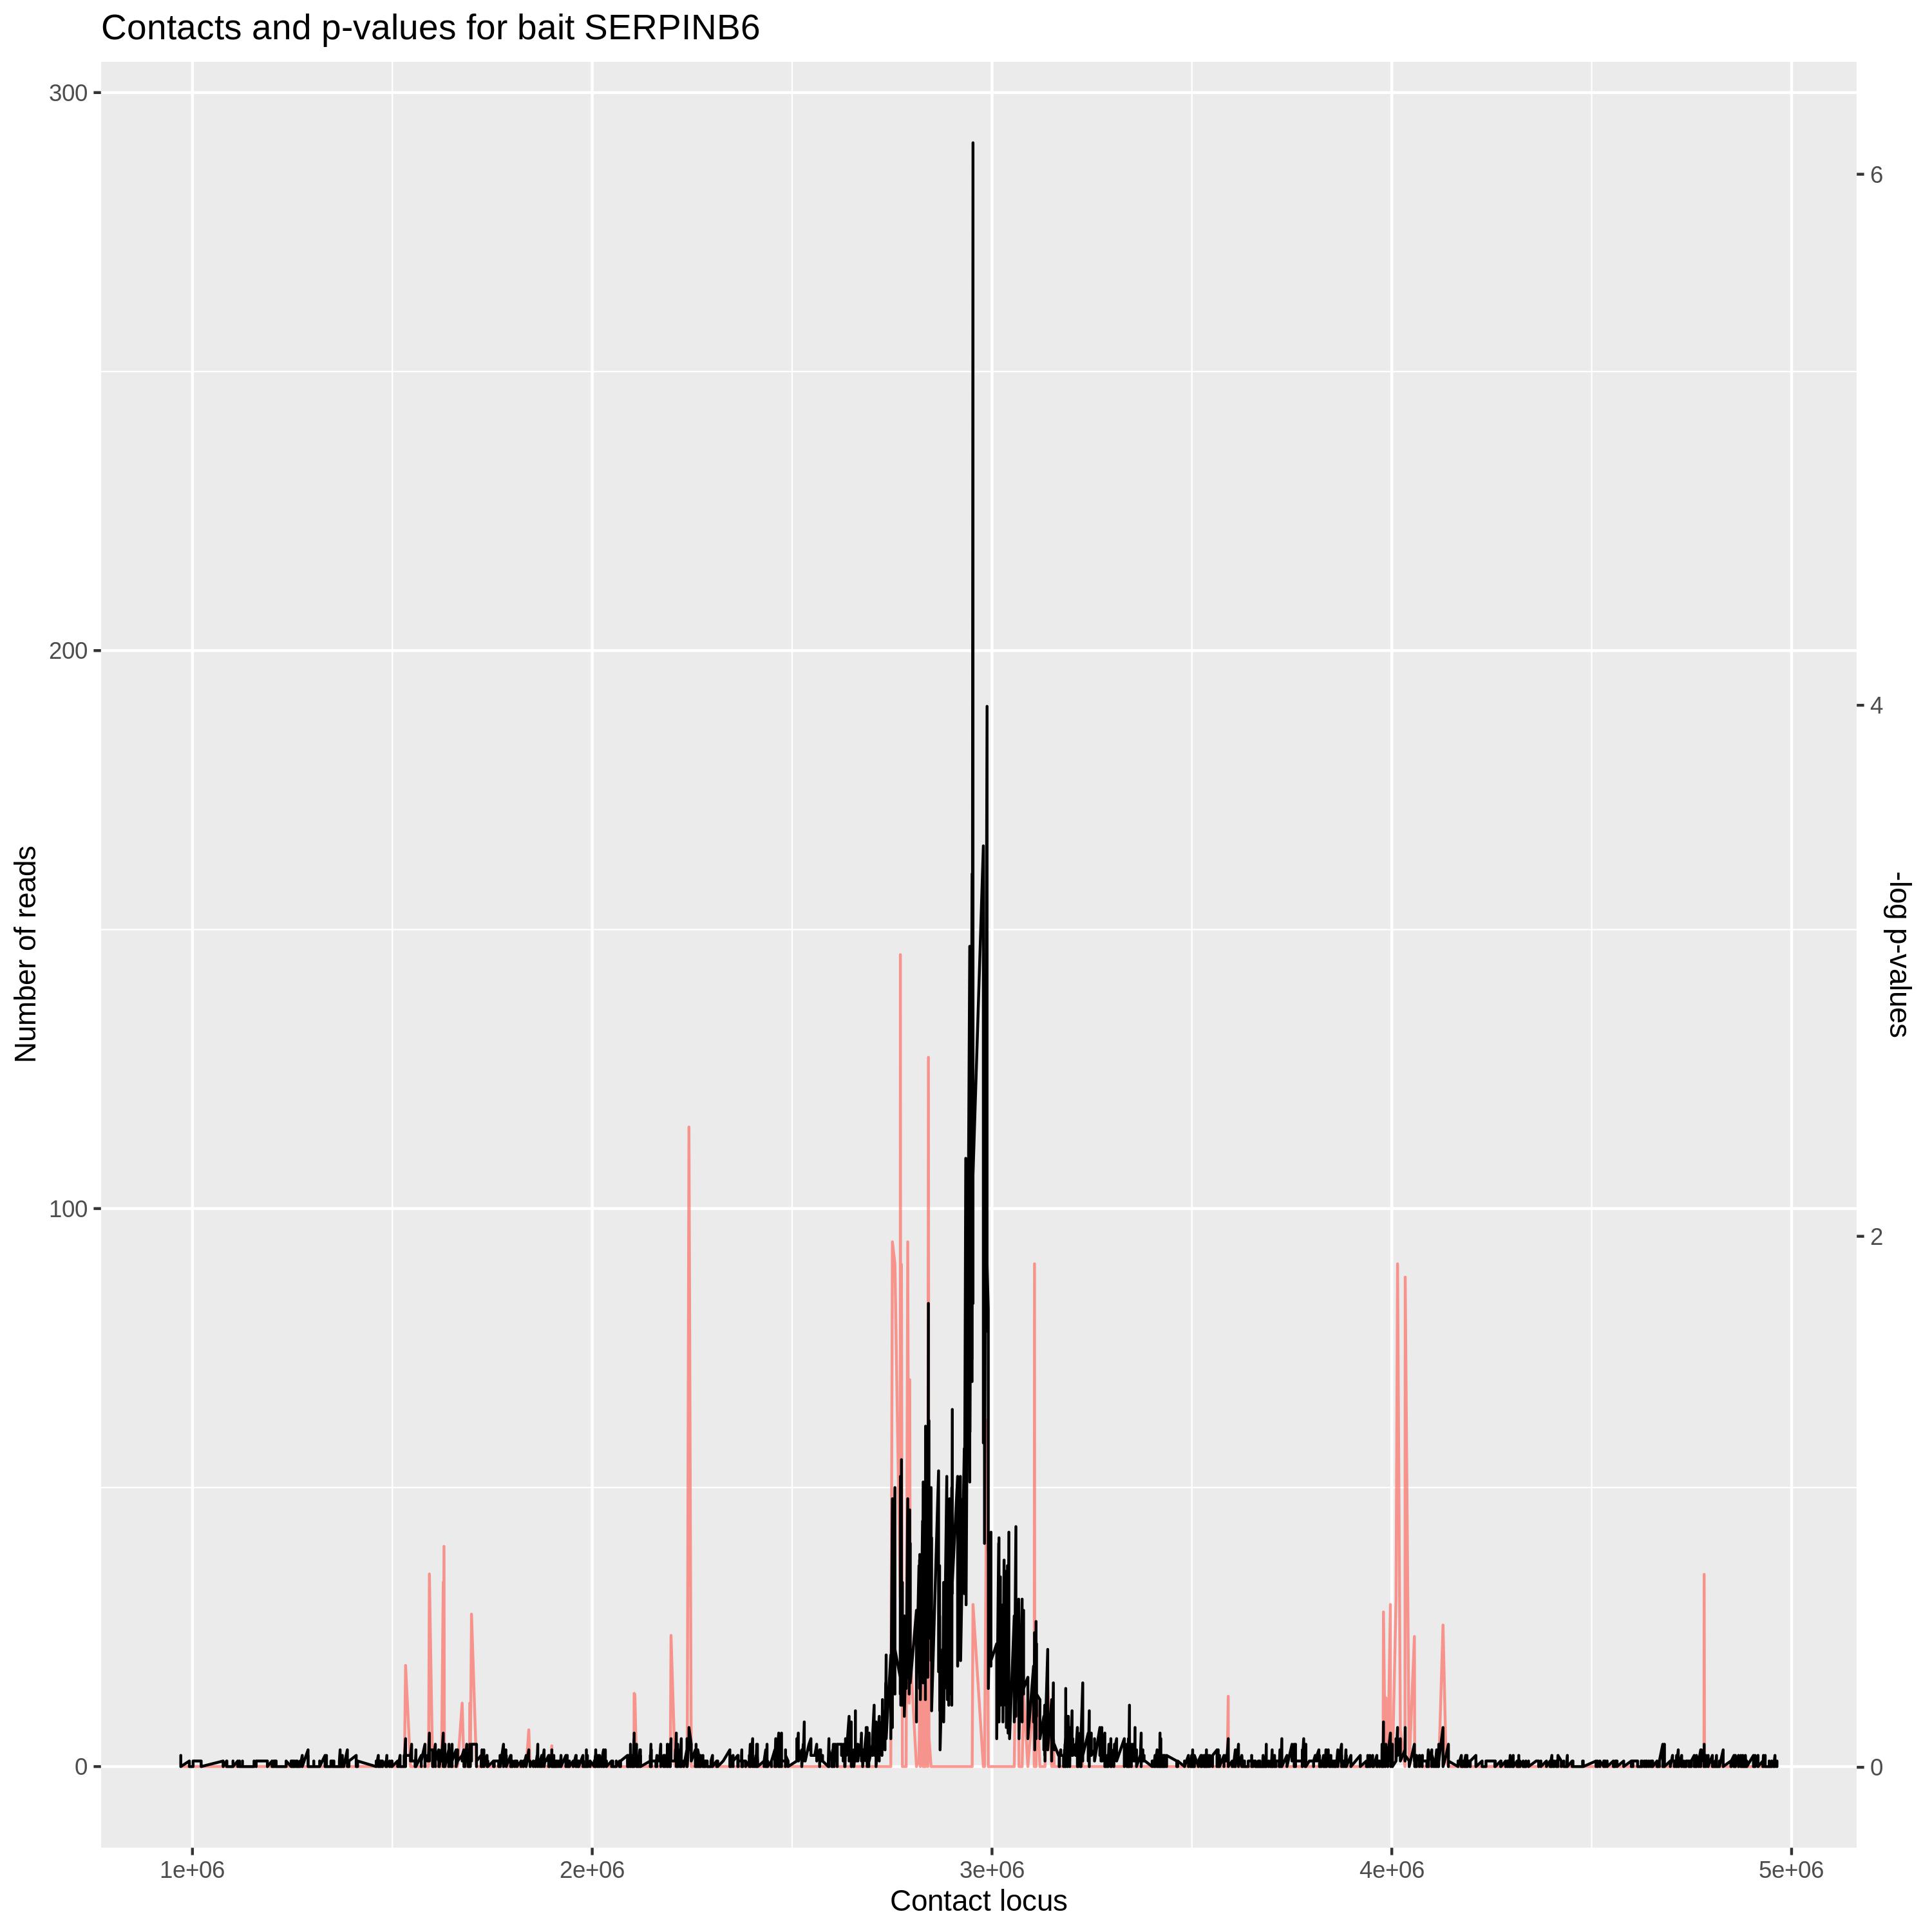 Contacts and p-values for bait SERPINB6
300
200
100
0
Number of reads
6
4
2
0
-log p-values
1e+06 2e+06 3e+06 4e+06 5e+06
Contact locus